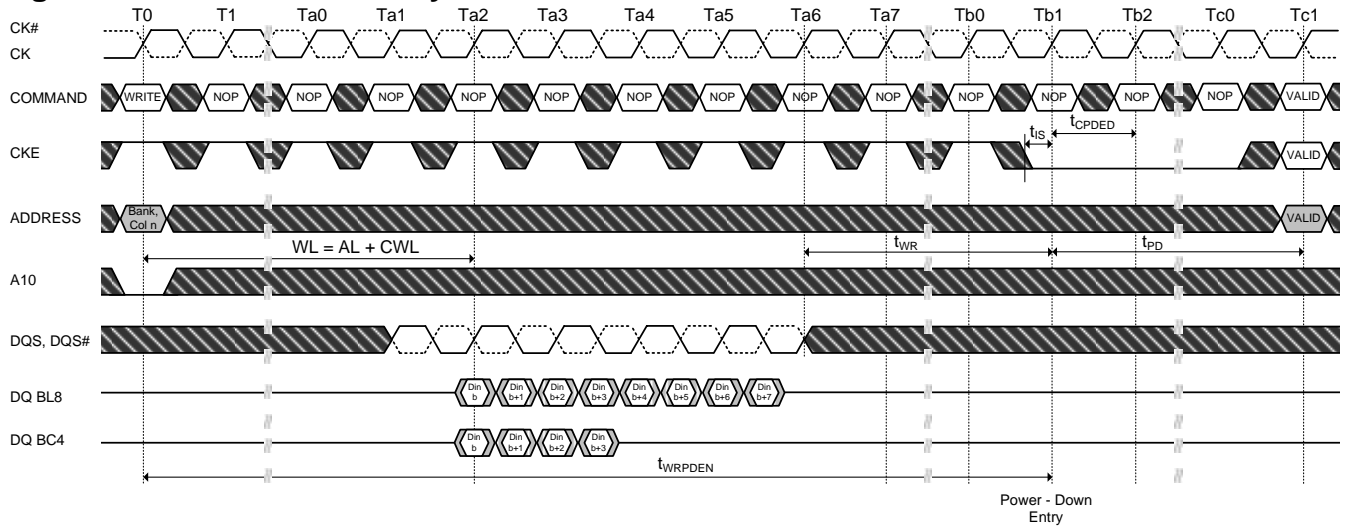 T0 T1 Ta0 Ta1 Ta2 Ta3 Ta4 Ta5 Ta6 Ta7 Tb0 Tb1 Tb2 Tc0 Tc1
CK#
CK
COMMAND WRITE NOP NOP NOP NOP NOP NOP NOP NOP NOP NOP NOP NOP NOP VALID
tIS tCPDED
CKE VALID
ADDRESS Bank, Col n VALID
WL = AL + CWL tWR tPD
A10
DQS, DQS#
DQ BL8 Din b Din b+1 Din b+2 Din b+3 Din b+4 Din b+5 Din b+6 Din b+7
DQ BC4 Din b Din b+1 Din b+2 Din b+3
tWRPDEN
Power - Down
Entry